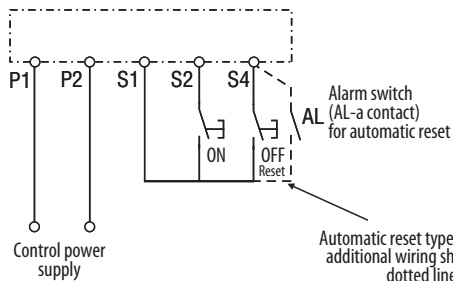 P1 P2 S1 S2 S4
Alarm switch
AL (AL-a contact)
for automatic reset
ON OFF
Reset
Control power
supply
Automatic reset type
additional wiring sh
dotted line